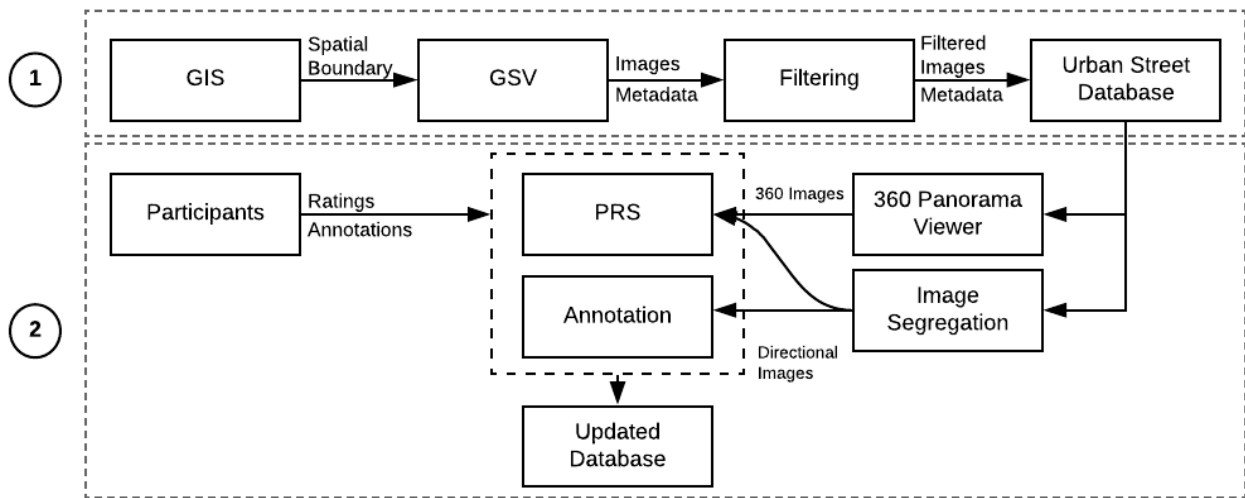 1
GIS
Spatial
Boundary
GSV
Images
Metadata
Filtering
Filtered
Images
Metadata
Urban Street
Database
2
Participants
Ratings
Annotations
PRS
360 Images
360 Panorama
Viewer
Annotation
Directional
Images
Image
Segregation
Updated
Database